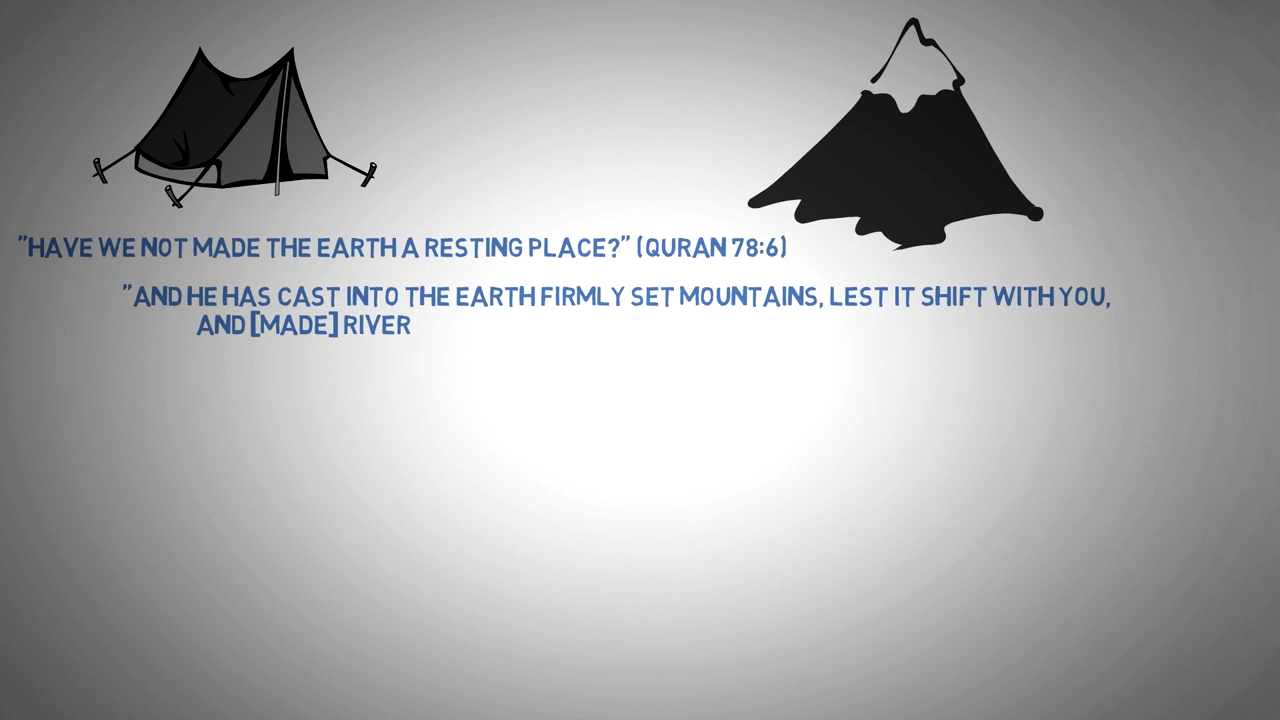 "HAVE WE NOT MADE THE EARTH A RESTING PLACE?" (QURAN 78:6)
"AND HE HAS CAST INTO THE EARTH FIRMLY SET MOUNTAINS, LEST IT SHIFT WITH YOU,
AND [MADE] RIVER